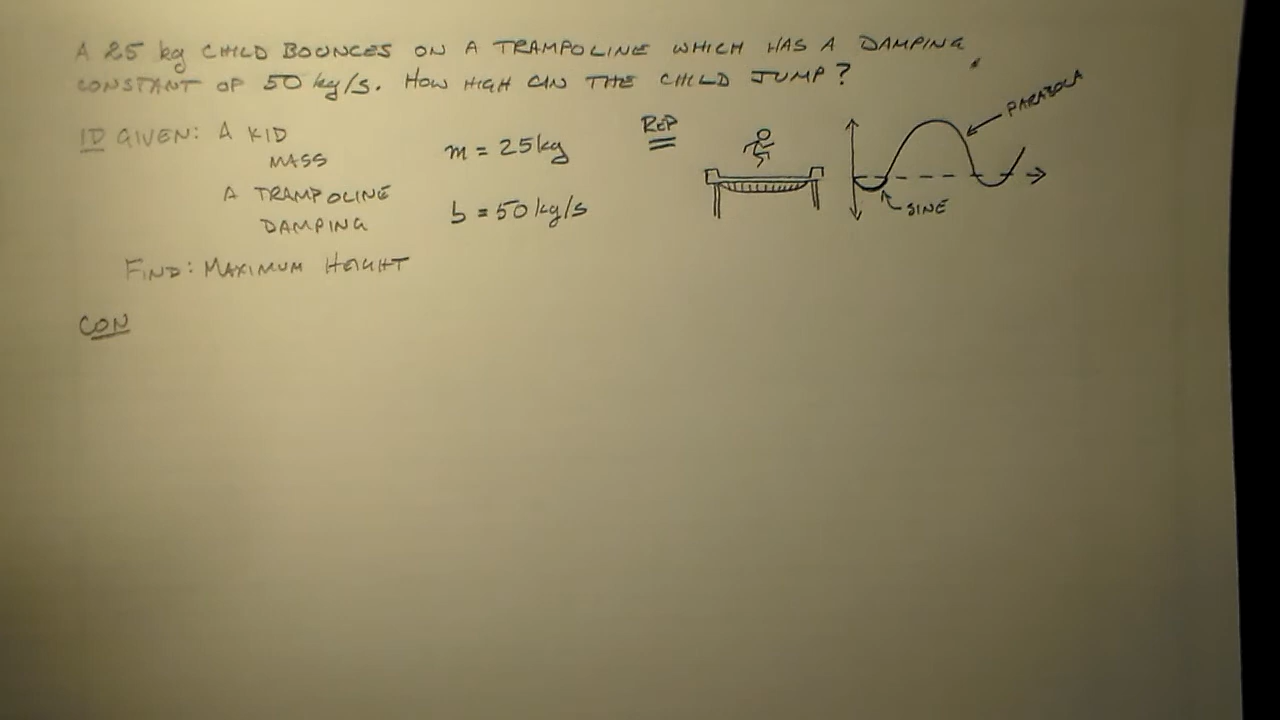 A 25 kg CHILD BOUNCES ON A TRAMPOLINE WHICH HAS A DAMPING
CONSTANT OF 50 kg/s. HOW HIGH CAN THE CHILD JUMP?
ID GIVEN: A KID
MASS
m = 25 kg
A TRAMPOLINE
DAMPING
b = 50 kg/s
FIND: MAXIMUM HEIGHT
REP
PARABOLA
SINE
CON